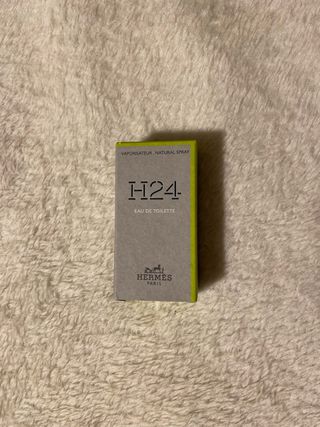 VAPORISATEUR . NATURAL SPRAY
H24
EAU DE TOILETTE
HERMÈS
PARIS